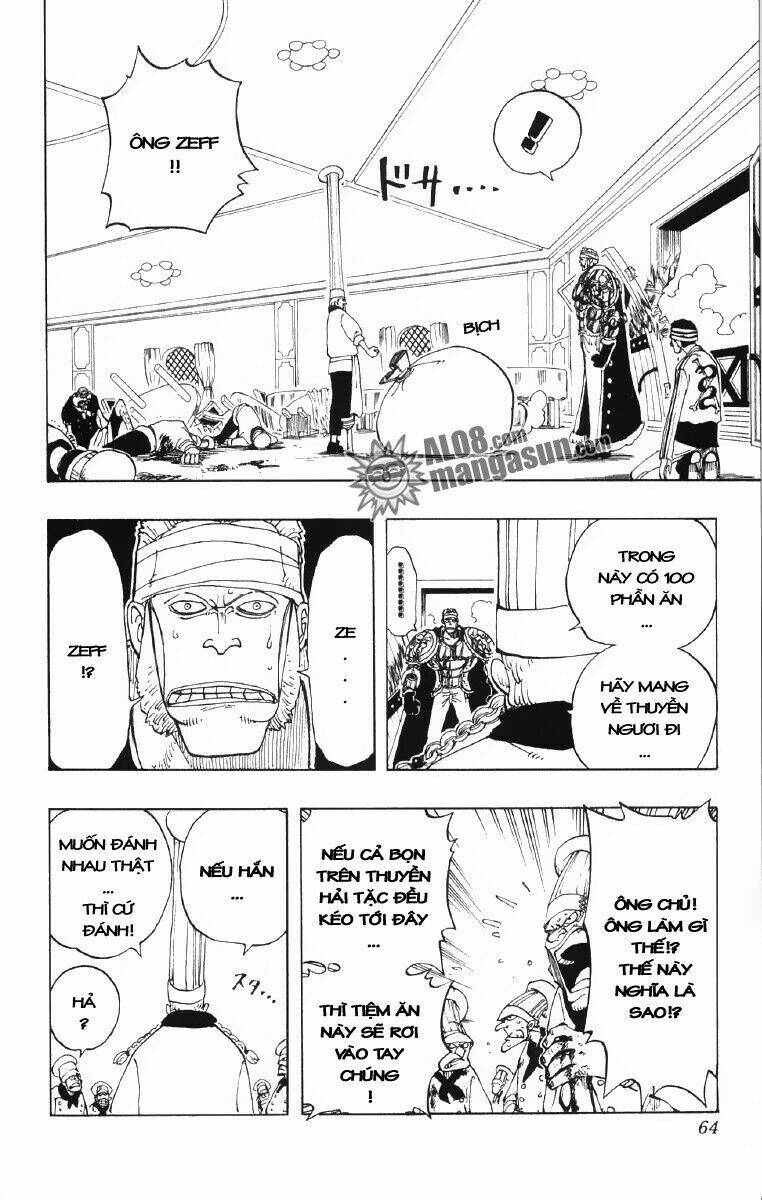 ÔNG ZEFF
!!
!
ドサ....
BỊCH
A108.com
mangasun.com
TRONG
NÀY CÓ 100
PHẦN ĂN
...
HÃY MANG
VỀ THUYỀN
NGƯƠI ĐI
...
ZE
....
ZEFF
!?
ÔNG CHỦ!
ÔNG LÀM GÌ
THẾ!?
THẾ NÀY
NGHĨA LÀ
SAO!?
NẾU CẢ BỌN
TRÊN THUYỀN
HẢI TẶC ĐỀU
KÉO TỚI ĐÂY
...
THÌ TIỆM ĂN
NÀY SẼ RƠI
VÀO TAY
CHÚNG
!
NẾU HẮN
...
MUỐN ĐÁNH
NHAU THẬT
...
THÌ CỨ
ĐÁNH!
スタ...
HẢ
?
64